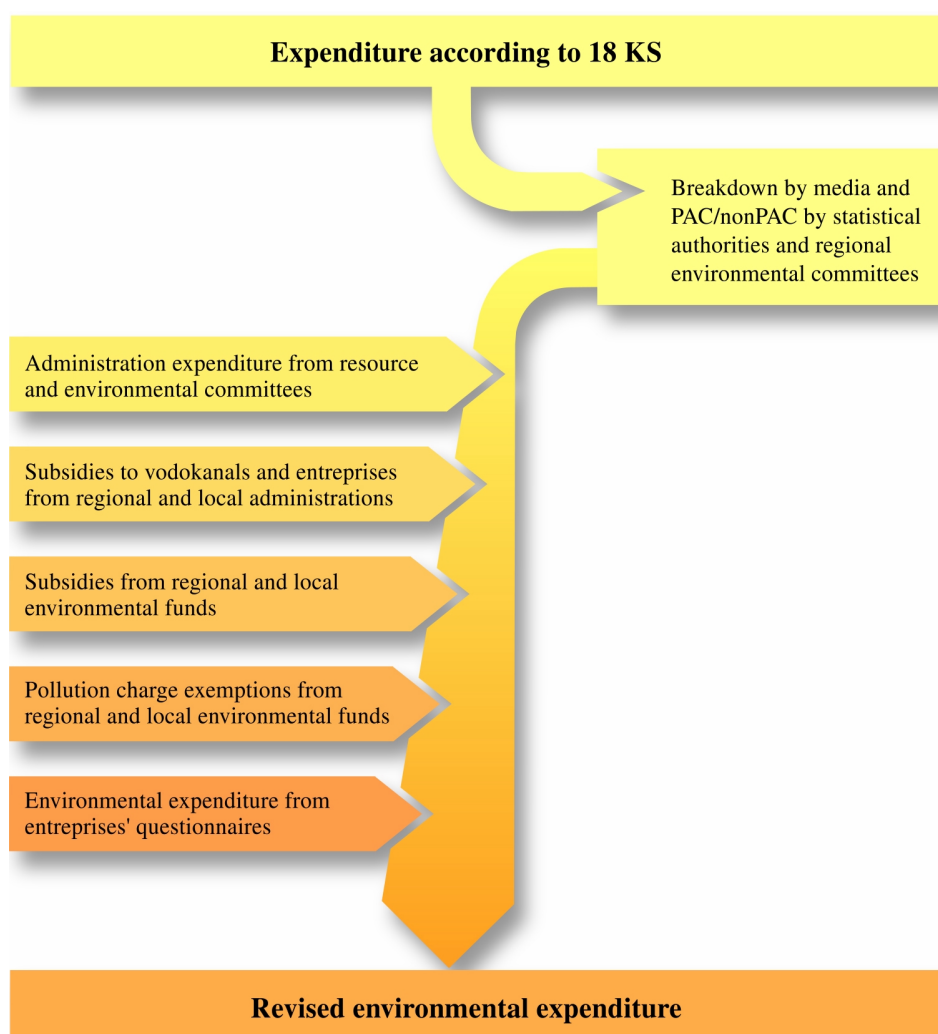 Expenditure according to 18 KS
Breakdown by media and
PAC/nonPAC by statistical
authorities and regional
environmental committees
Administration expenditure from resource
and environmental committees
Subsidies to vodokanals and entreprises
from regional and local administrations
Subsidies from regional and local
environmental funds
Pollution charge exemptions from
regional and local environmental funds
Environmental expenditure from
entreprises' questionnaires
Revised environmental expenditure